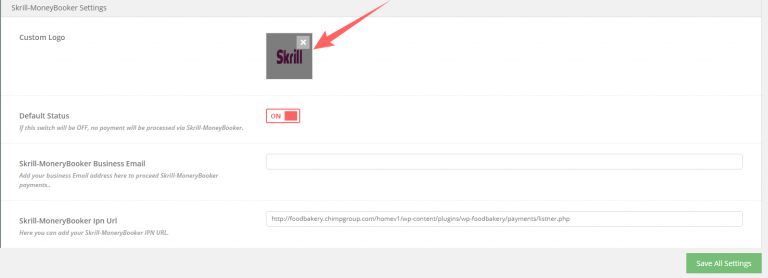 Skrill-MoneyBooker Settings
Custom Logo
Skrill
Default Status
ON
If this switch will be OFF, no payment will be processed via Skrill-MoneyBooker.
Skrill-MoneryBooker Business Email
Add your business Email address here to proceed Skrill-MoneryBooker
payments..
Skrill-MoneryBooker Ipn Url
http://foodbakery.chimpgroup.com/homev1/wp-content/plugins/wp-foodbakery/payments/listner.php
Here you can add your Skrill-MoneryBooker IPN URL.
Save All Settings